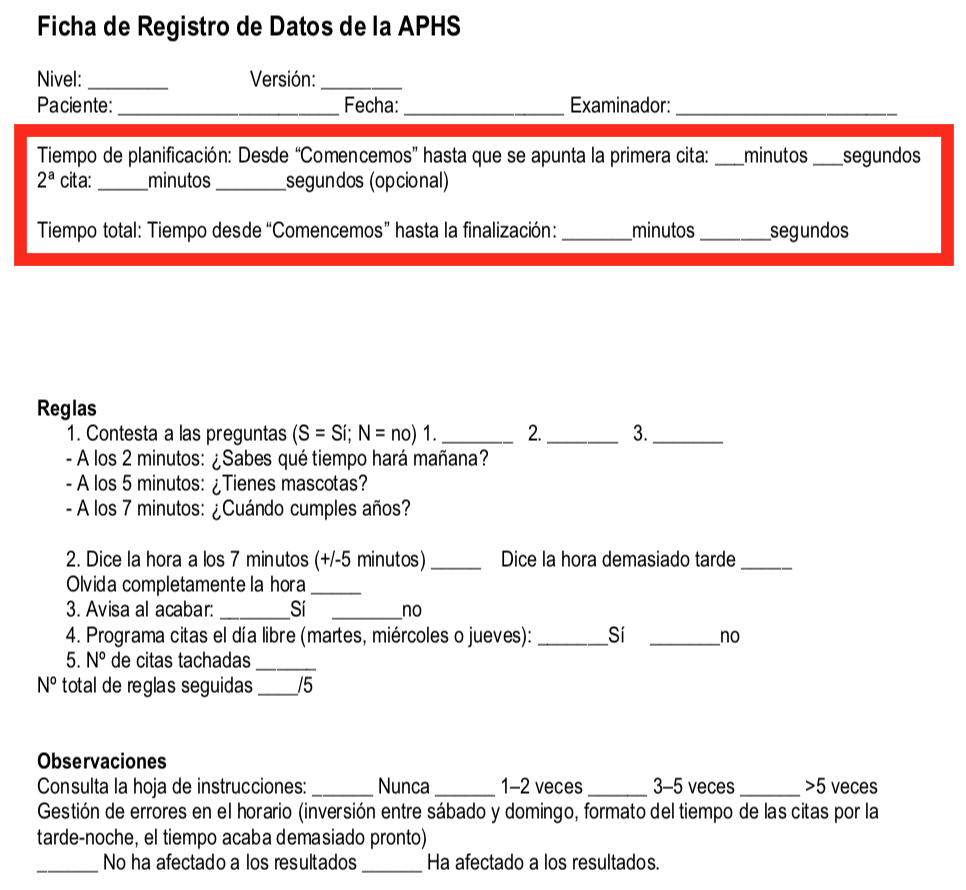 Ficha de Registro de Datos de la APHS
Nivel: ________ Versión: ________
Paciente: ______________________ Fecha: ________________ Examinador: ______________________
Tiempo de planificación: Desde “Comencemos” hasta que se apunta la primera cita: ___minutos ___segundos
2ª cita: _____minutos _______segundos (opcional)
Tiempo total: Tiempo desde “Comencemos” hasta la finalización: _______minutos _______segundos
Reglas
1. Contesta a las preguntas (S = Sí; N = no) 1. _______ 2. _______ 3. _______
- A los 2 minutos: ¿Sabes qué tiempo hará mañana?
- A los 5 minutos: ¿Tienes mascotas?
- A los 7 minutos: ¿Cuándo cumples años?
2. Dice la hora a los 7 minutos (+/-5 minutos) _____ Dice la hora demasiado tarde _____
Olvida completamente la hora _____
3. Avisa al acabar: _______Sí _______no
4. Programa citas el día libre (martes, miércoles o jueves): _______Sí _______no
5. Nº de citas tachadas ______
Nº total de reglas seguidas ____/5
Observaciones
Consulta la hoja de instrucciones: ______ Nunca ______ 1–2 veces ______ 3–5 veces ______ >5 veces
Gestión de errores en el horario (inversión entre sábado y domingo, formato del tiempo de las citas por la
tarde-noche, el tiempo acaba demasiado pronto)
______ No ha afectado a los resultados ______ Ha afectado a los resultados.